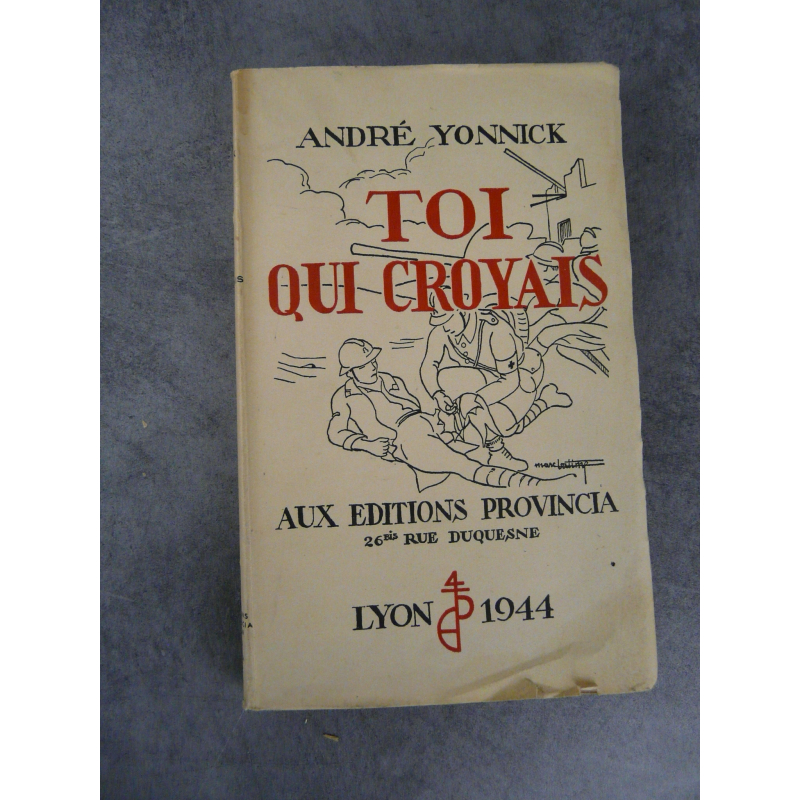 ANDRÉ YONNICK
TOI
QUI CROYAIS
AUX EDITIONS PROVINCIA
26BIS RUE DUQUESNE
LYON 1944